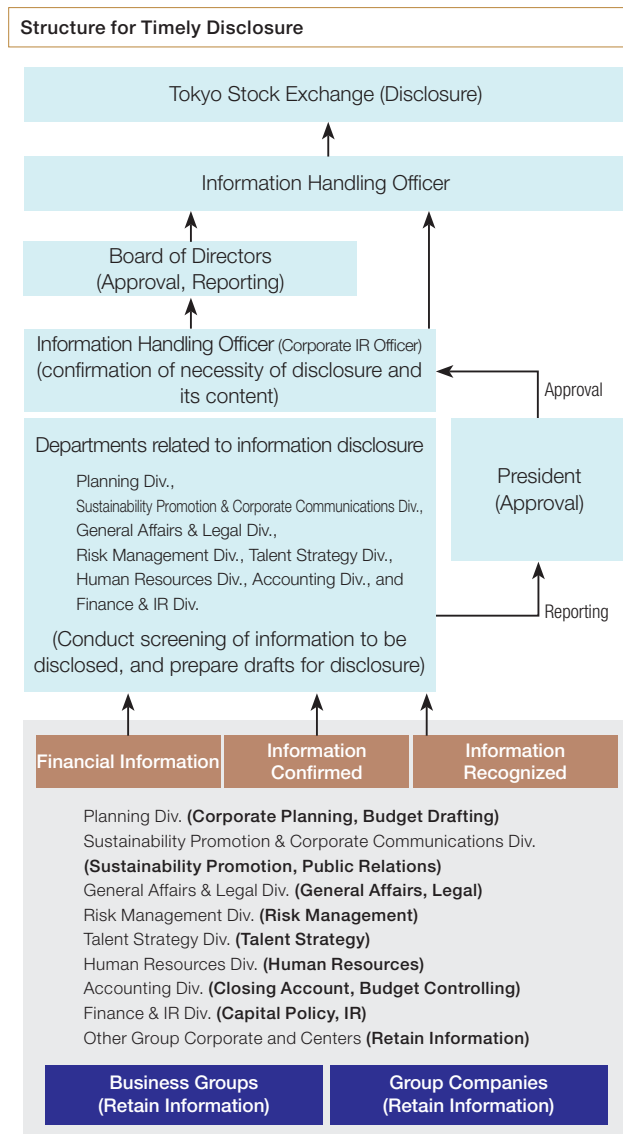 Structure for Timely Disclosure
Tokyo Stock Exchange (Disclosure)
Information Handling Officer
Board of Directors
(Approval, Reporting)
Information Handling Officer (Corporate IR Officer)
(confirmation of necessity of disclosure and
its content)
Approval
Departments related to information disclosure
Planning Div.,
Sustainability Promotion & Corporate Communications Div.,
General Affairs & Legal Div.,
Risk Management Div., Talent Strategy Div.,
Human Resources Div., Accounting Div., and
Finance & IR Div.
(Conduct screening of information to be
disclosed, and prepare drafts for disclosure)
President
(Approval)
Reporting
Financial Information
Information
Confirmed
Information
Recognized
Planning Div. (Corporate Planning, Budget Drafting)
Sustainability Promotion & Corporate Communications Div.
(Sustainability Promotion, Public Relations)
General Affairs & Legal Div. (General Affairs, Legal)
Risk Management Div. (Risk Management)
Talent Strategy Div. (Talent Strategy)
Human Resources Div. (Human Resources)
Accounting Div. (Closing Account, Budget Controlling)
Finance & IR Div. (Capital Policy, IR)
Other Group Corporate and Centers (Retain Information)
Business Groups
(Retain Information)
Group Companies
(Retain Information)